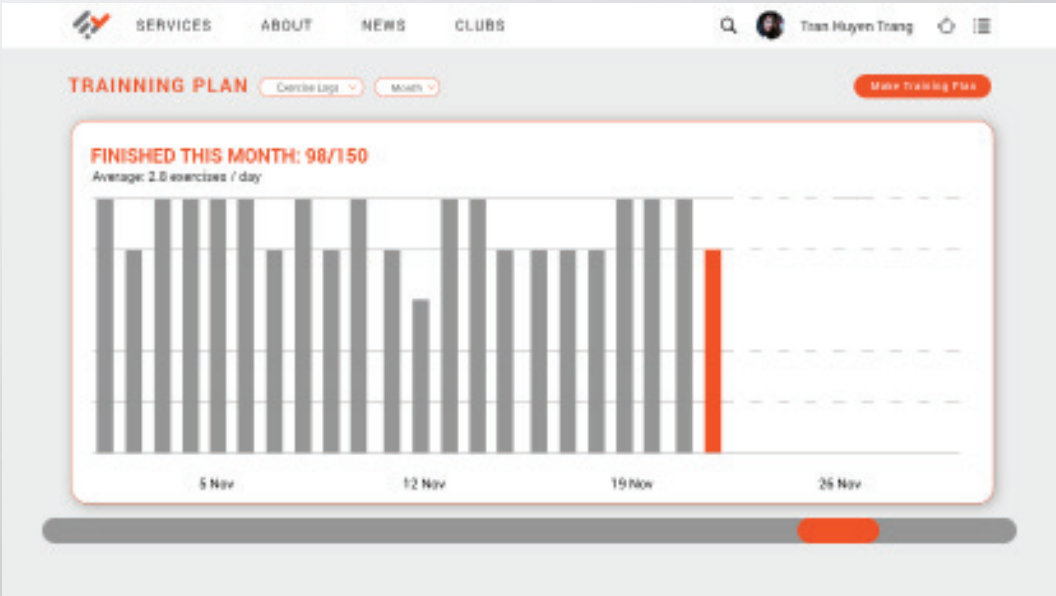 SERVICES ABOUT NEWS CLUBS Tran Huyen Trang
TRAINNING PLAN Exercise Logs Month Make Training Plan
FINISHED THIS MONTH: 98/150
Average: 2.8 exercises / day
5 Nov 12 Nov 19 Nov 26 Nov